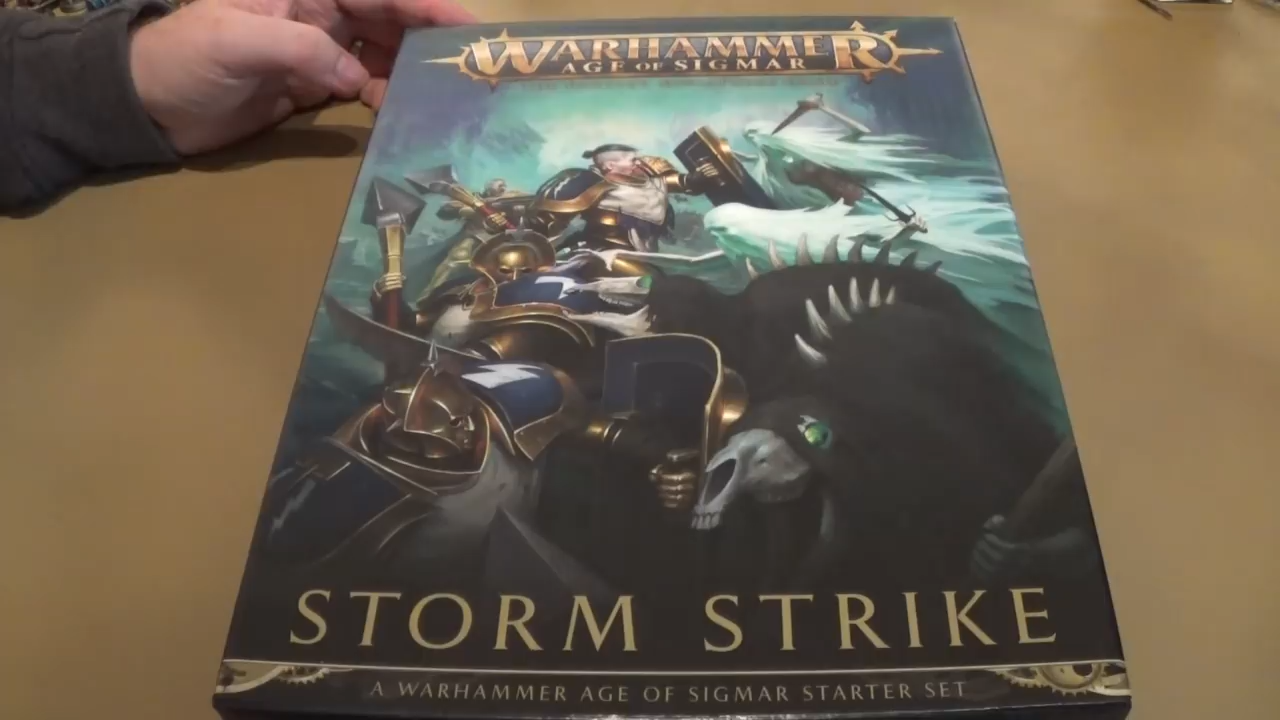 WARHAMMER
AGE OF SIGMAR
STORM STRIKE
A WARHAMMER AGE OF SIGMAR STARTER SET